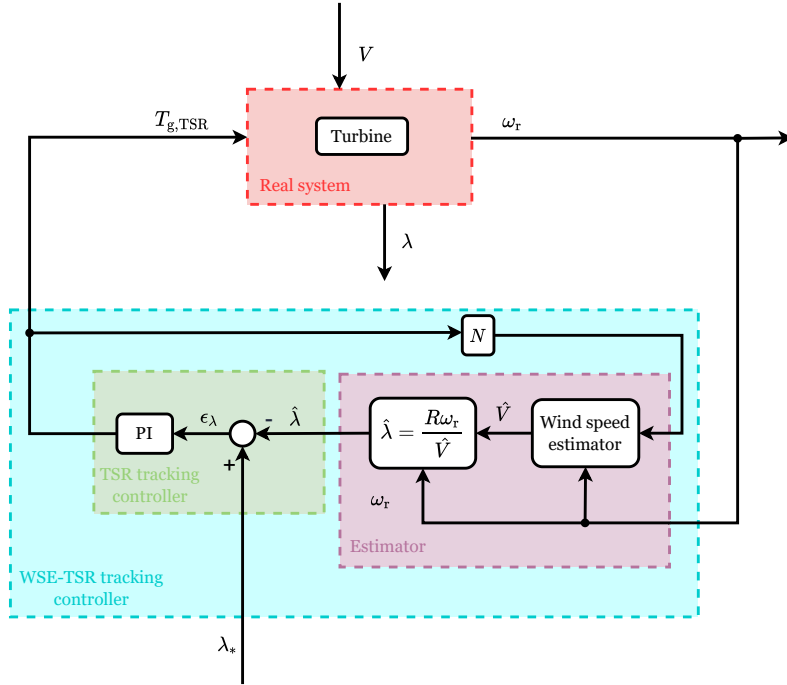 V
T_{g,TSR}
ω_r
Turbine
Real system
λ
N
PI
ϵ_λ
-
λ̂
+
λ̂ = Rω_r / V̂
V̂
Wind speed
estimator
TSR tracking
controller
ω_r
Estimator
WSE-TSR tracking
controller
λ_*